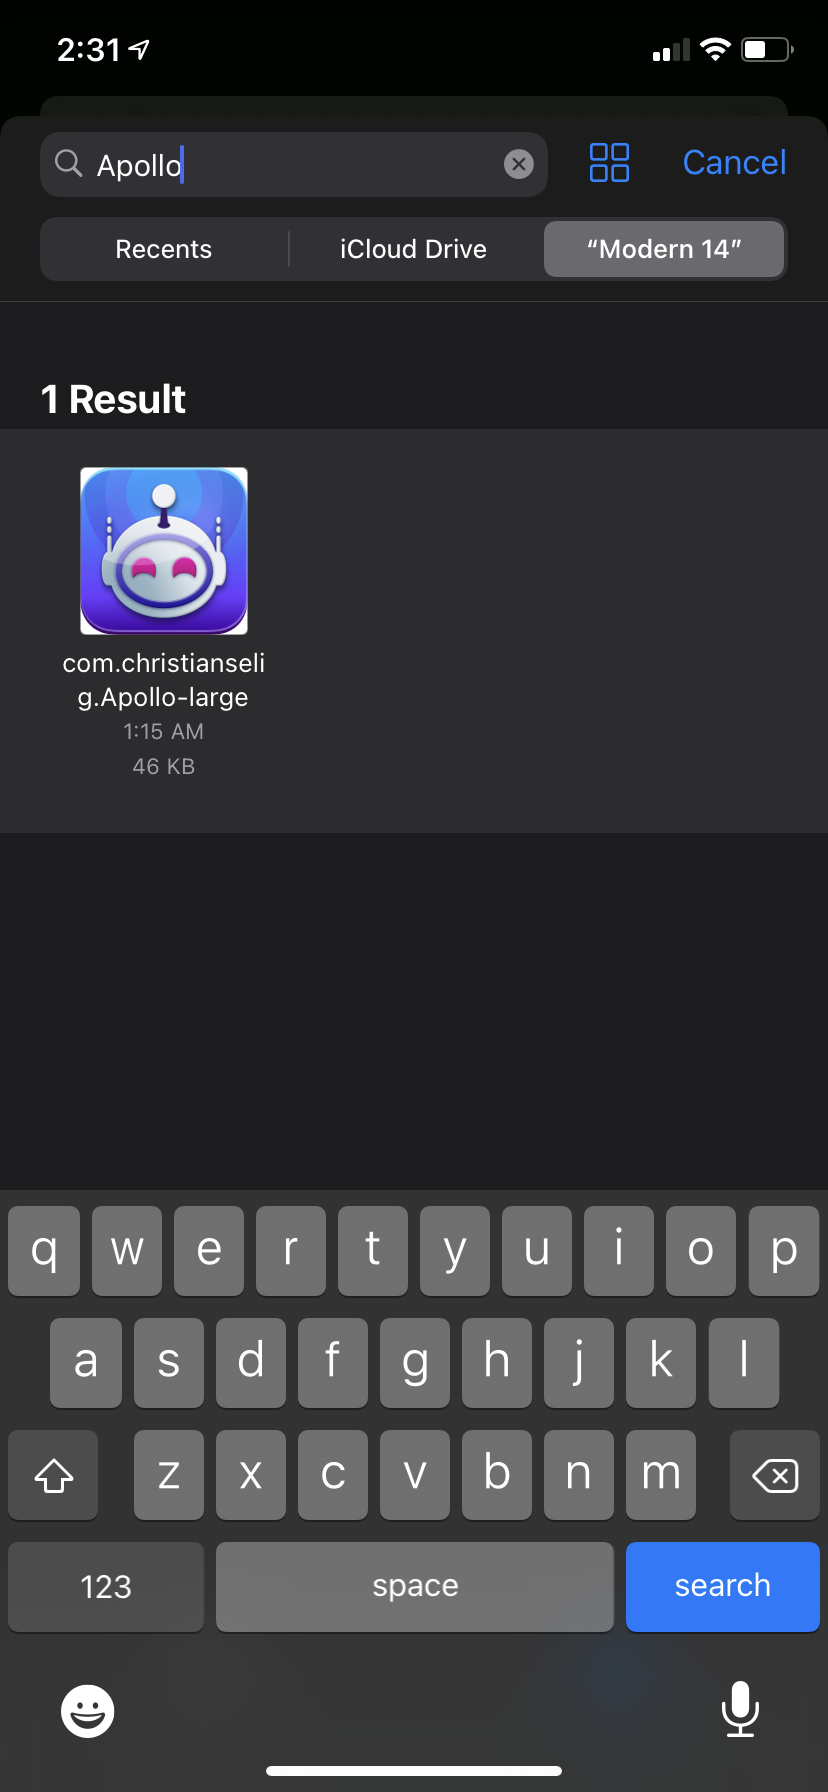 2:31
Apollo
Cancel
Recents
iCloud Drive
“Modern 14”
1 Result
com.christianseli
g.Apollo-large
1:15 AM
46 KB
q w e r t y u i o p
a s d f g h j k l
z x c v b n m
123
space
search